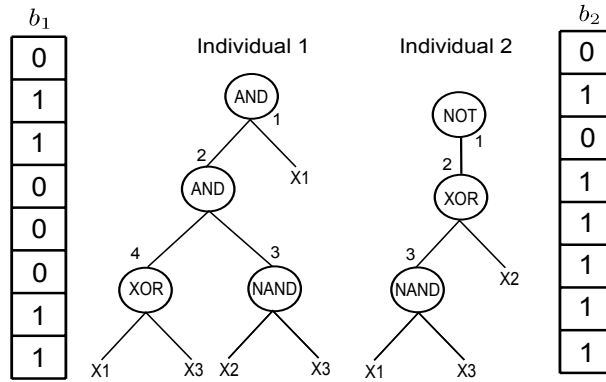 b1
0
1
1
0
0
0
1
1
Individual 1
AND
1
2
X1
AND
4
3
XOR
NAND
X1
X3
X2
X3
Individual 2
NOT
1
2
XOR
3
X2
NAND
X1
X3
b2
0
1
0
1
1
1
1
1